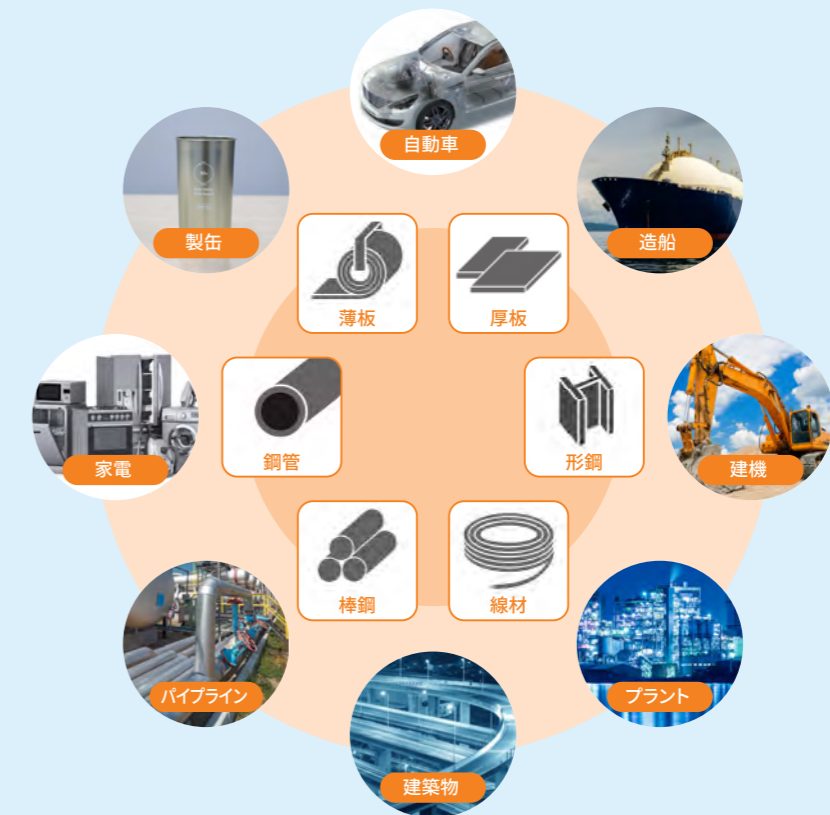 自動車
製缶
造船
薄板
厚板
家電
鋼管
形鋼
建機
棒鋼
線材
パイプライン
プラント
建築物